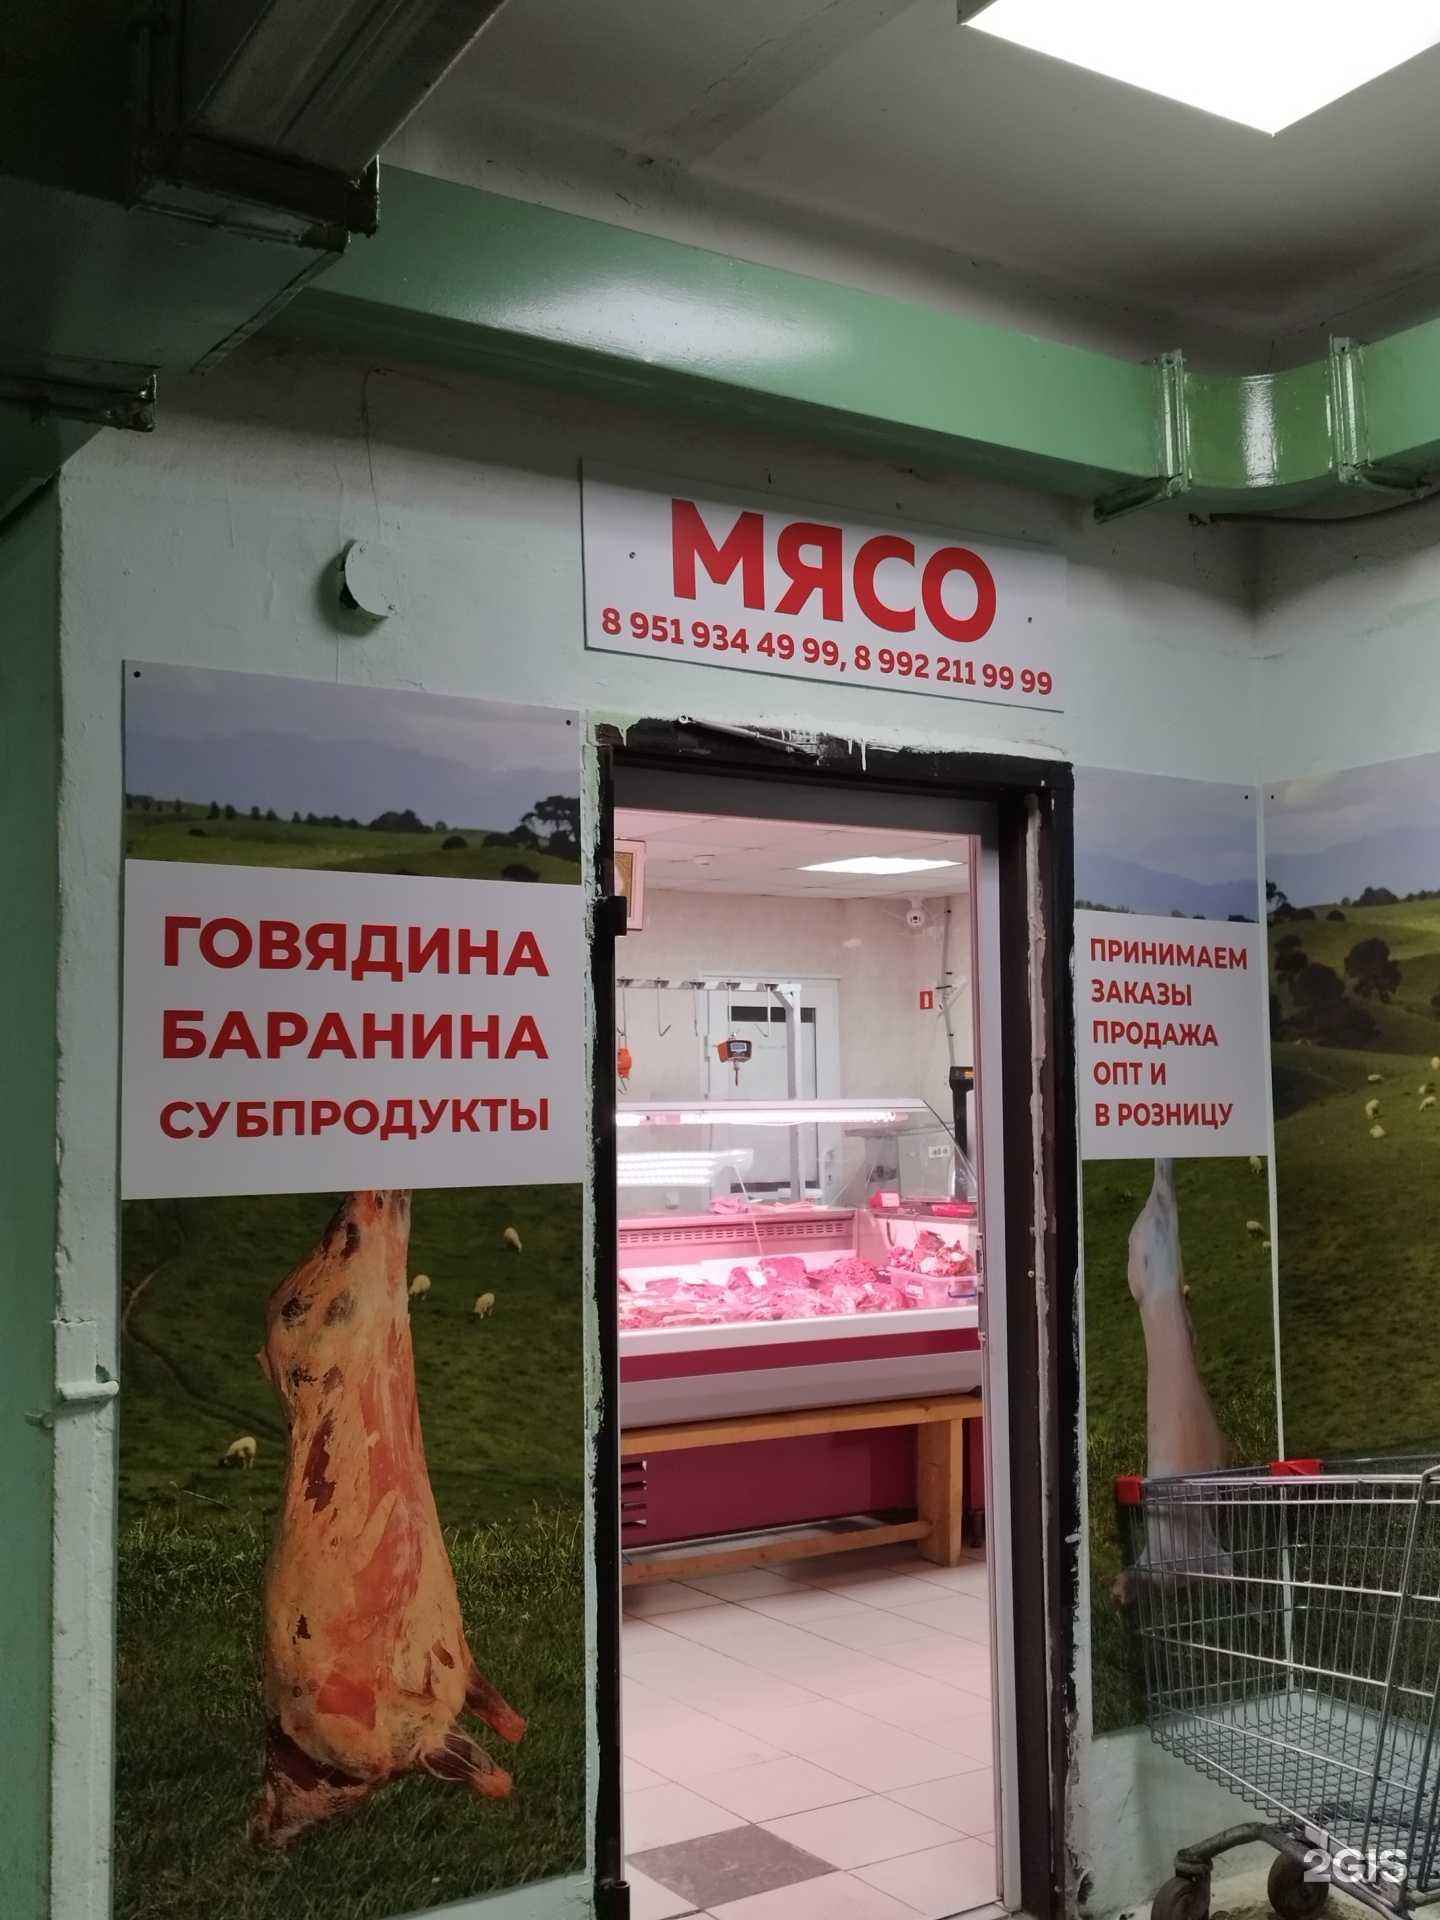 МЯСО
8 951 934 49 99, 8 992 211 99 99
ГОВЯДИНА
БАРАНИНА
СУБПРОДУКТЫ
ПРИНИМАЕМ
ЗАКАЗЫ
ПРОДАЖА
ОПТ И
В РОЗНИЦУ
2GIS